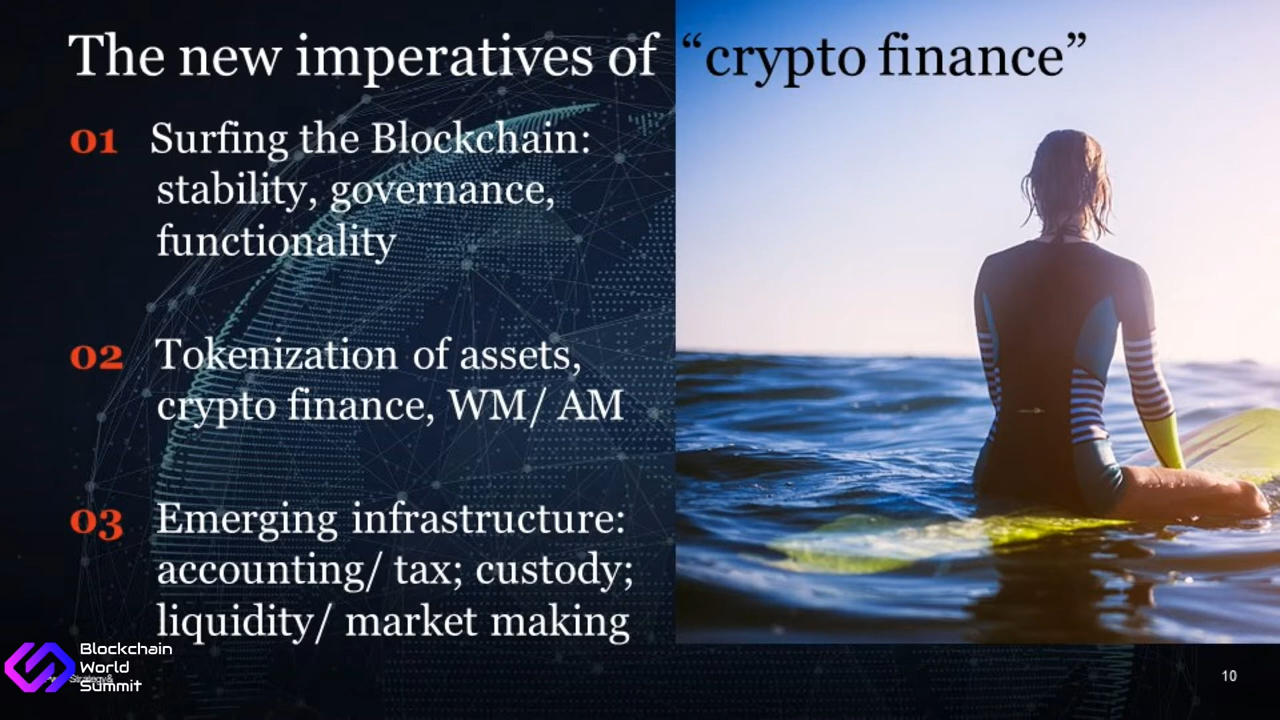 The new imperatives of “crypto finance”
01 Surfing the Blockchain:
stability, governance,
functionality
02 Tokenization of assets,
crypto finance, WM/ AM
03 Emerging infrastructure:
accounting/ tax; custody;
liquidity/ market making
Blockchain
World
Summit
Strategy&
10